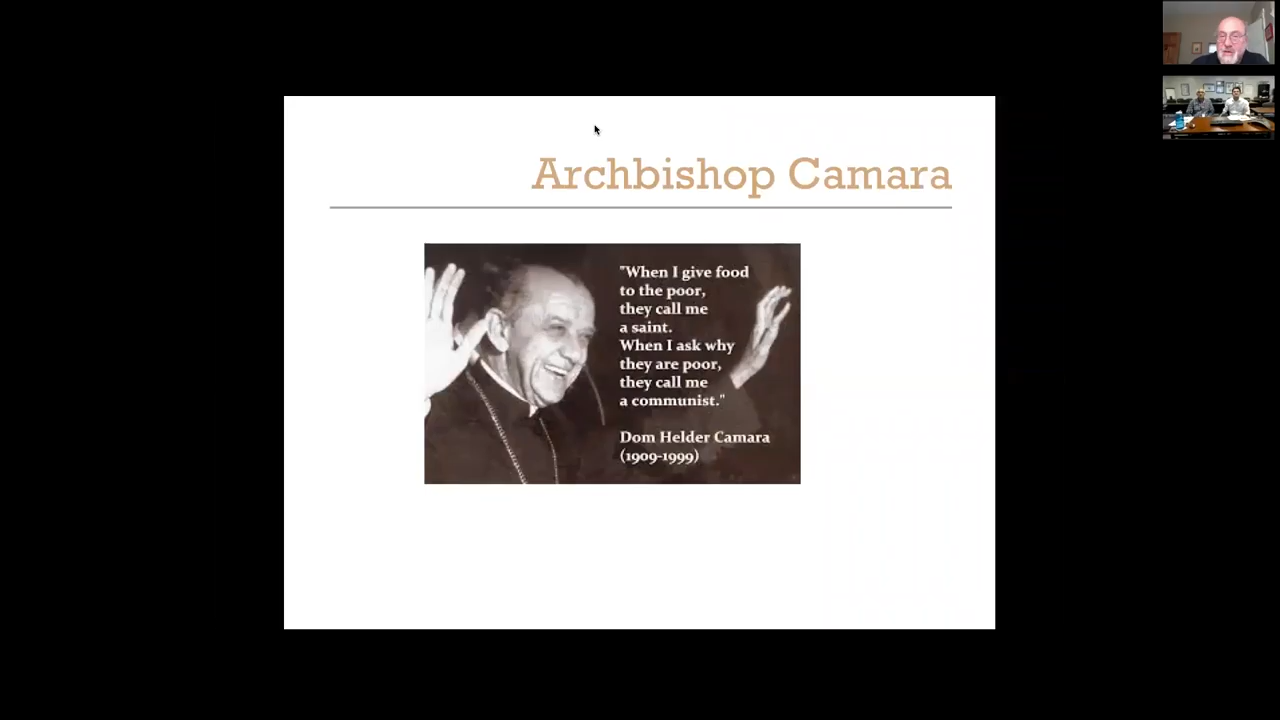 Archbishop Camara
"When I give food
to the poor,
they call me
a saint.
When I ask why
they are poor,
they call me
a communist."
Dom Helder Camara
(1909-1999)